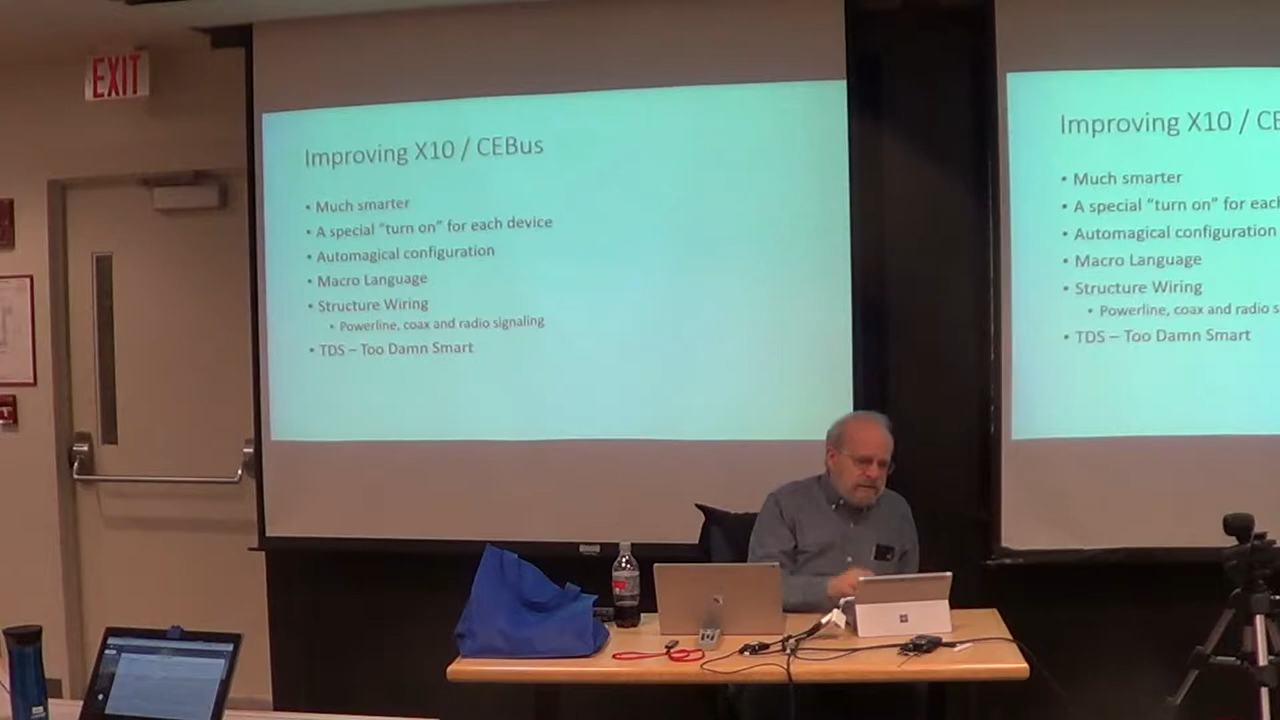 EXIT
Improving X10 / CEBus
• Much smarter
• A special "turn on" for each device
• Automagical configuration
• Macro Language
• Structure Wiring
• Powerline, coax and radio signaling
• TDS – Too Damn Smart
Improving X10 / CE
• Much smarter
• A special "turn on" for each
• Automagical configuration
• Macro Language
• Structure Wiring
• Powerline, coax and radio s
• TDS – Too Damn Smart